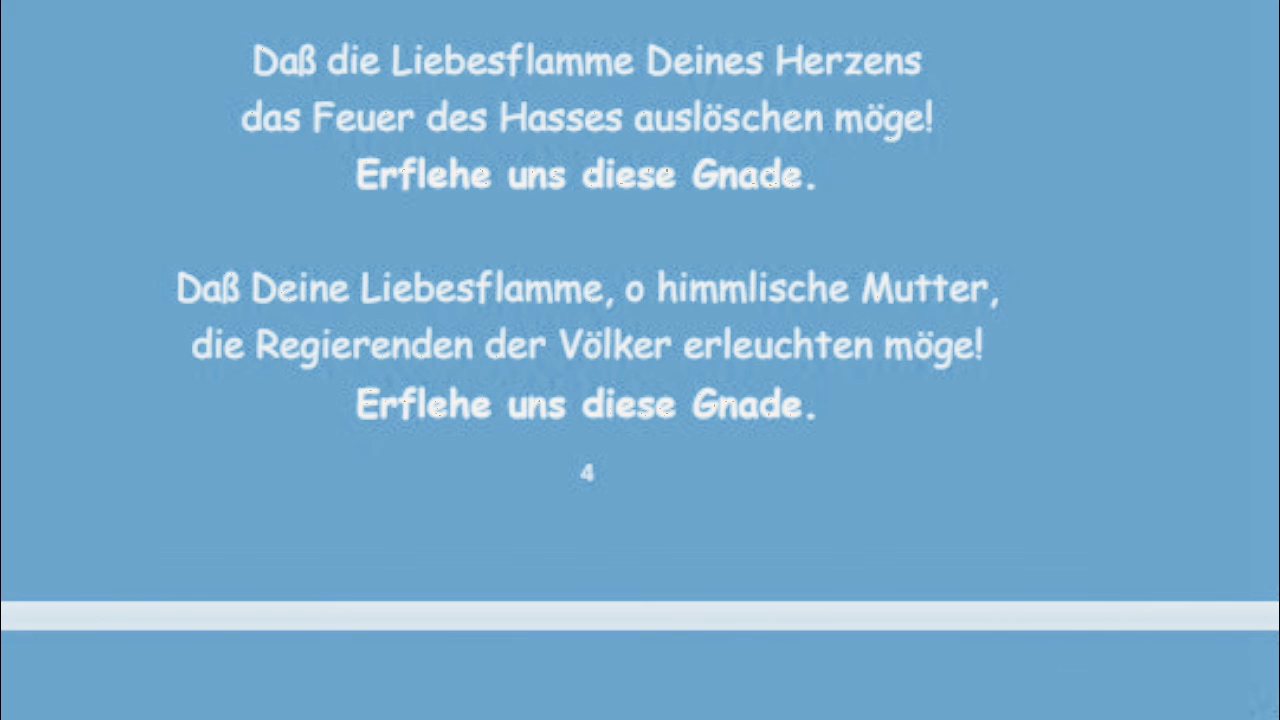 Daß die Liebesflamme Deines Herzens
das Feuer des Hasses auslöschen möge!
Erflehe uns diese Gnade.
Daß Deine Liebesflamme, o himmlische Mutter,
die Regierenden der Völker erleuchten möge!
Erflehe uns diese Gnade.
4